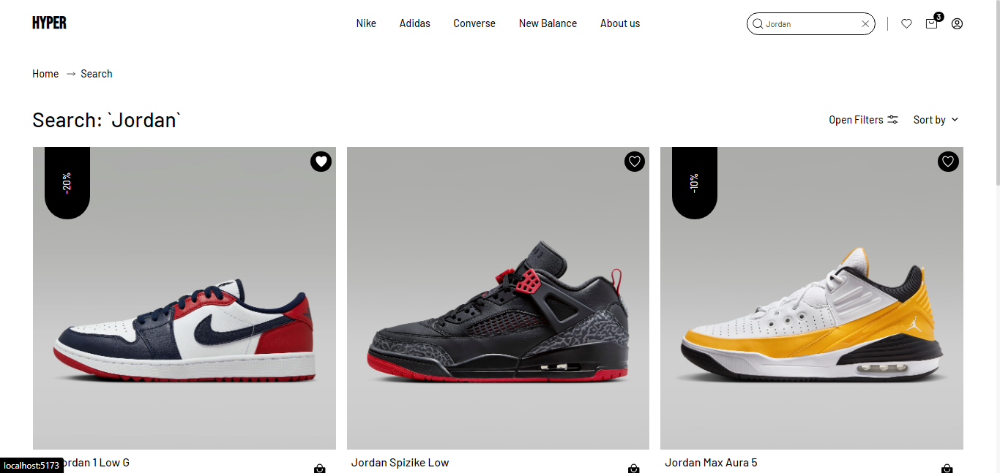 HYPER
Nike
Adidas
Converse
New Balance
About us
Jordan
3
Home → Search
Search: `Jordan`
Open Filters
Sort by
-20%
-10%
rdan 1 Low G
Jordan Spizike Low
Jordan Max Aura 5
localhost:5173